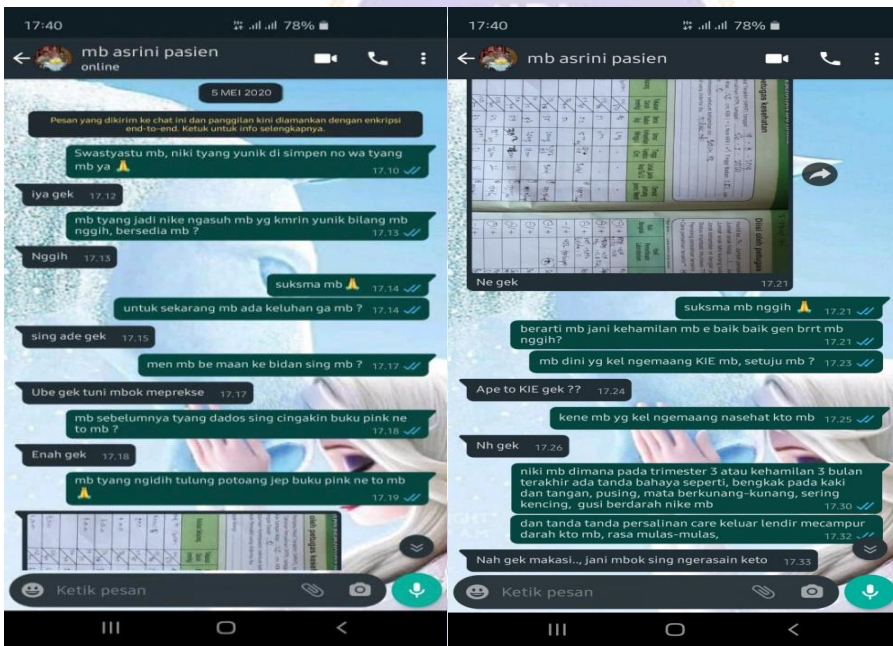 17:40
78%
mb asrini pasien
online
5 MEI 2020
Pesan yang dikirim ke chat ini dan panggilan kini diamankan dengan enkripsi
end-to-end. Ketuk untuk info selengkapnya.
Swastyastu mb, niki tyang yunik di simpen no wa tyang
mb ya 🙏
17.10
iya gek 17.12
mb tyang jadi nike ngasuh mb yg kmrin yunik bilang mb
nggih, bersedia mb ?
17.13
Nggih 17.13
suksma mb 🙏 17.14
untuk sekarang mb ada keluhan ga mb ? 17.14
sing ade gek 17.15
men mb be maan ke bidan sing mb ? 17.17
Ube gek tuni mbok meprekse 17.17
mb sebelumnya tyang dados sing cingakin buku pink ne
to mb ?
17.18
Enah gek 17.18
mb tyang ngidih tulung potoang jep buku pink ne to mb
🙏
17.19
oleh petugas kesehatan
Ketik pesan
17:40
78%
mb asrini pasien
petugas kesehatan
Diisi oleh petugas
Ne gek 17.21
suksma mb nggih 🙏 17.21
berarti mb jani kehamilan mb e baik baik gen brrt mb
nggih?
17.21
mb dini yg kel ngemaang KIE mb, setuju mb ? 17.23
Ape to KIE gek ?? 17.24
kene mb yg kel ngemaang nasehat kto mb 17.25
Nh gek 17.26
niki mb dimana pada trimester 3 atau kehamilan 3 bulan
terakhir ada tanda bahaya seperti, bengkak pada kaki
dan tangan, pusing, mata berkunang-kunang, sering
kencing, gusi berdarah nike mb
17.30
dan tanda tanda persalinan care keluar lendir mecampur
darah kto mb, rasa mulas-mulas,
17.32
Nah gek makasi.., jani mbok sing ngerasain keto 17.33
Ketik pesan